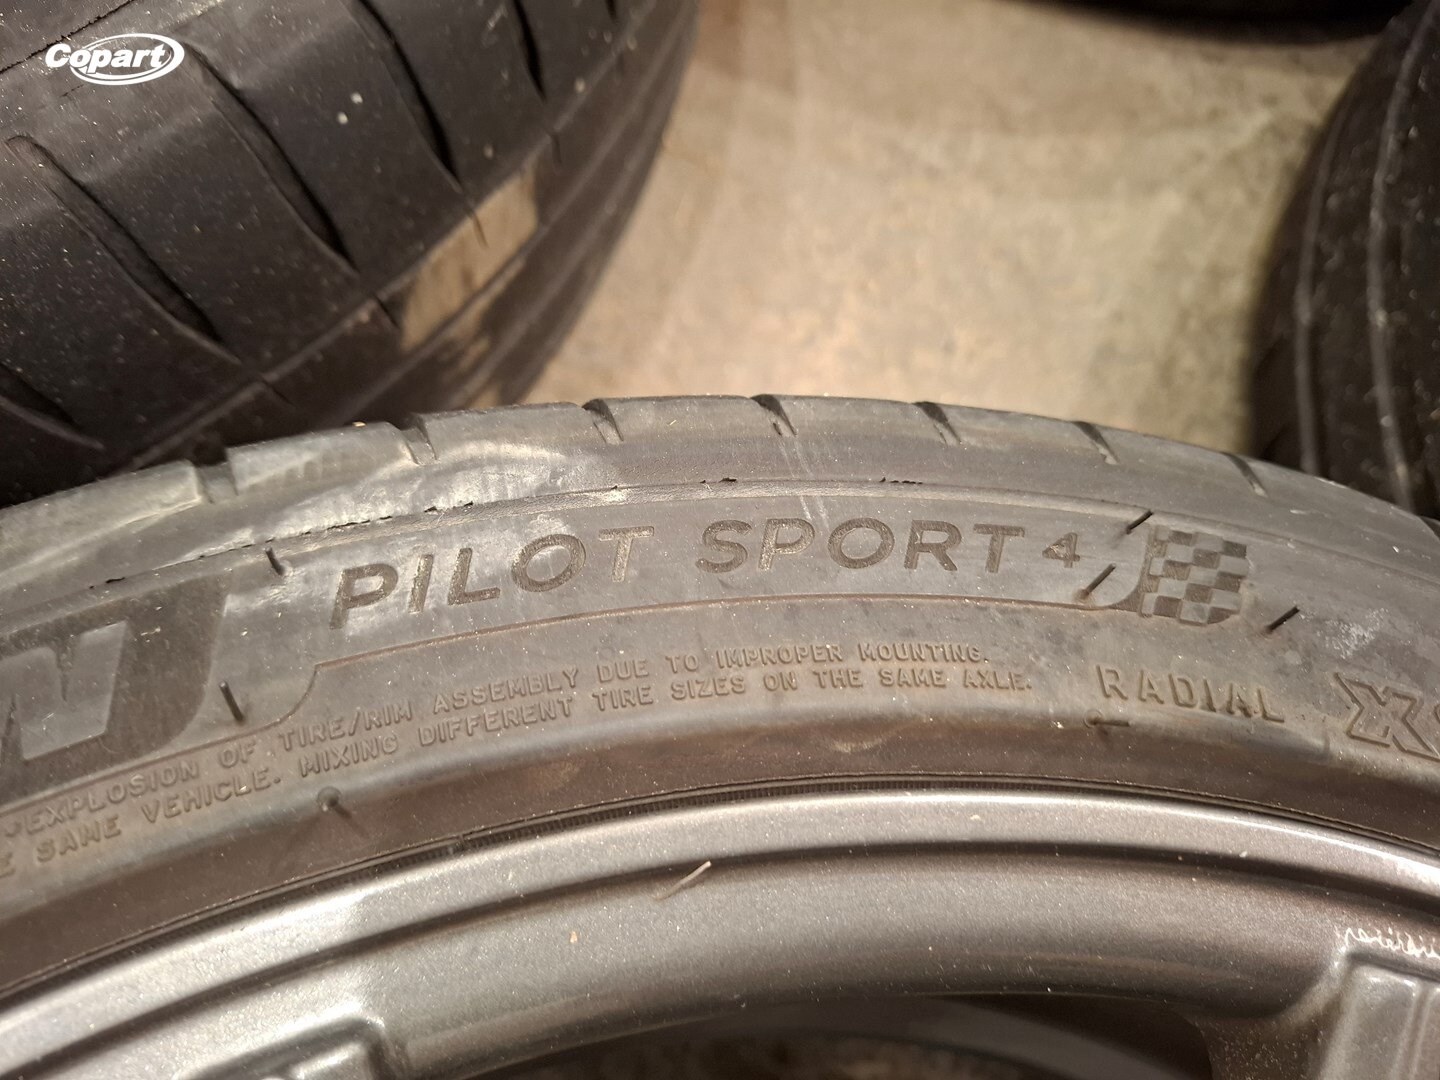 Copart
PILOT SPORT 4
EXPLOSION OF TIRE/RIM ASSEMBLY DUE TO IMPROPER MOUNTING.
SAME VEHICLE. MIXING DIFFERENT TIRE SIZES ON THE SAME AXLE.
RADIAL